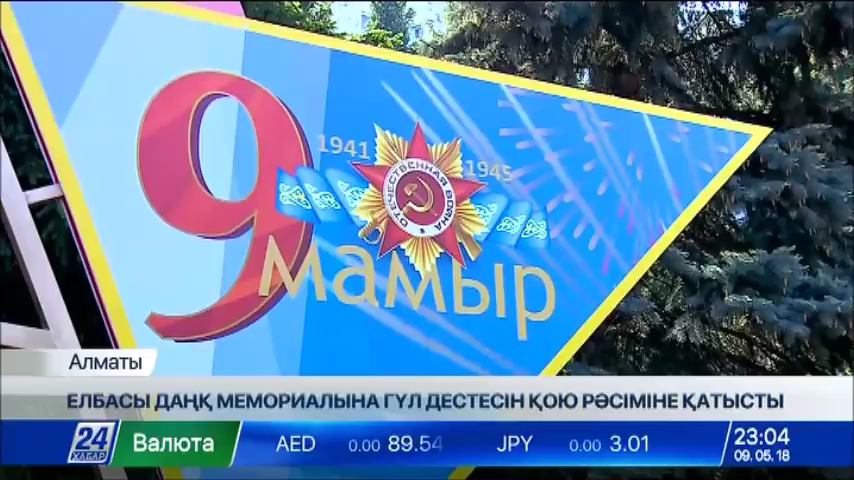 9
1941
1945
ОТЕЧЕСТВЕННАЯ ВОЙНА
мамыр
Алматы
ЕЛБАСЫ ДАҢҚ МЕМОРИАЛЫНА ГҮЛ ДЕСТЕСІН ҚОЮ РӘСІМІНЕ ҚАТЫСТЫ
24 ХАБАР
Валюта AED 0.00 89.54 JPY 0.00 3.01
23:04
09.05.18